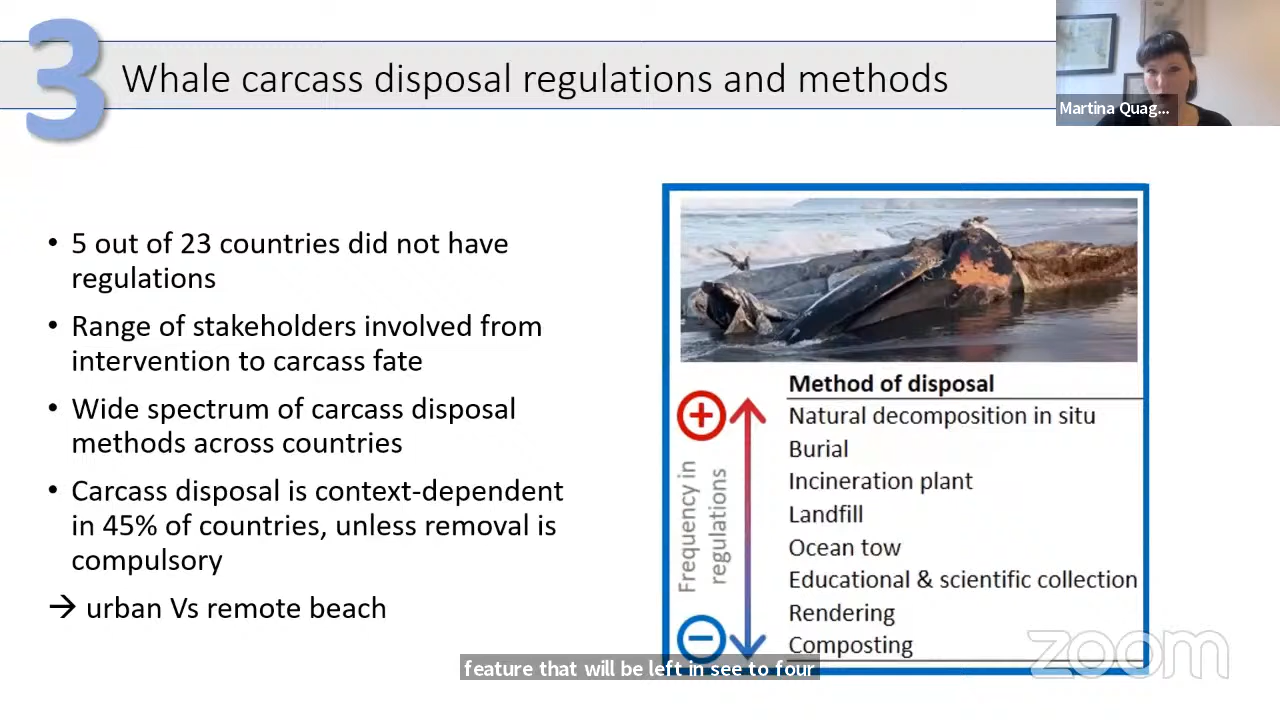 3
Whale carcass disposal regulations and methods
Martina Quag...
• 5 out of 23 countries did not have
regulations
• Range of stakeholders involved from
intervention to carcass fate
• Wide spectrum of carcass disposal
methods across countries
• Carcass disposal is context-dependent
in 45% of countries, unless removal is
compulsory
→ urban Vs remote beach
Method of disposal
Natural decomposition in situ
Burial
Incineration plant
Landfill
Ocean tow
Educational & scientific collection
Rendering
Composting
Frequency in
regulations
zoom
feature that will be left in see to four